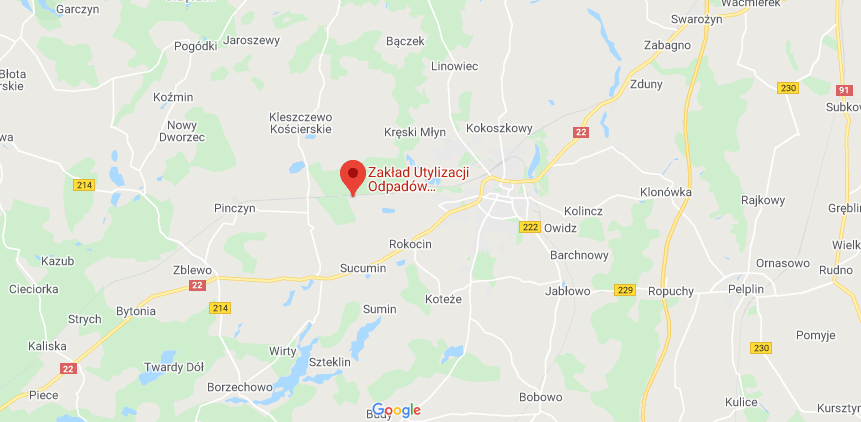 Garczyn
Swarożyn
Wacmierek
Pogódki
Jaroszewy
Bączek
Zabagno
Linowiec
Błota
rskie
Zduny
230
91
Koźmin
Subkow
Kleszczewo
Kościerskie
Nowy
Dworzec
Kręski Młyn
Kokoszkowy
22
wa
Zakład Utylizacji
Odpadów...
214
Klonówka
Rajkowy
Pinczyn
Kolincz
Gręblin
222
Owidz
Rokocin
Wielk
Barchnowy
Kazub
Zblewo
Sucumin
Ornasowo
Rudno
22
Cieciorka
Jabłowo
229
Ropuchy
Pelplin
Koteże
214
Sumin
Bytonia
Strych
Pomyje
Kaliska
Wirty
230
Szteklin
Twardy Dół
22
Borzechowo
Piece
Bobowo
Kulice
Google
Kursztyn